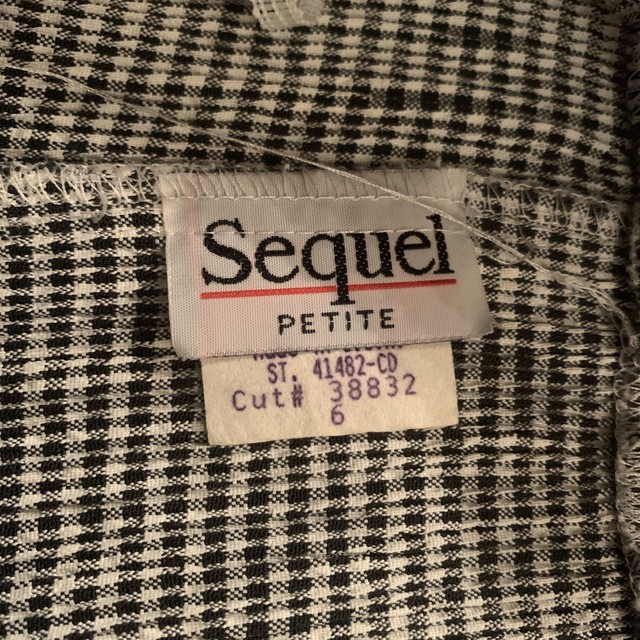 Sequel
PETITE
ST. 41482-CD
Cut# 38832
6